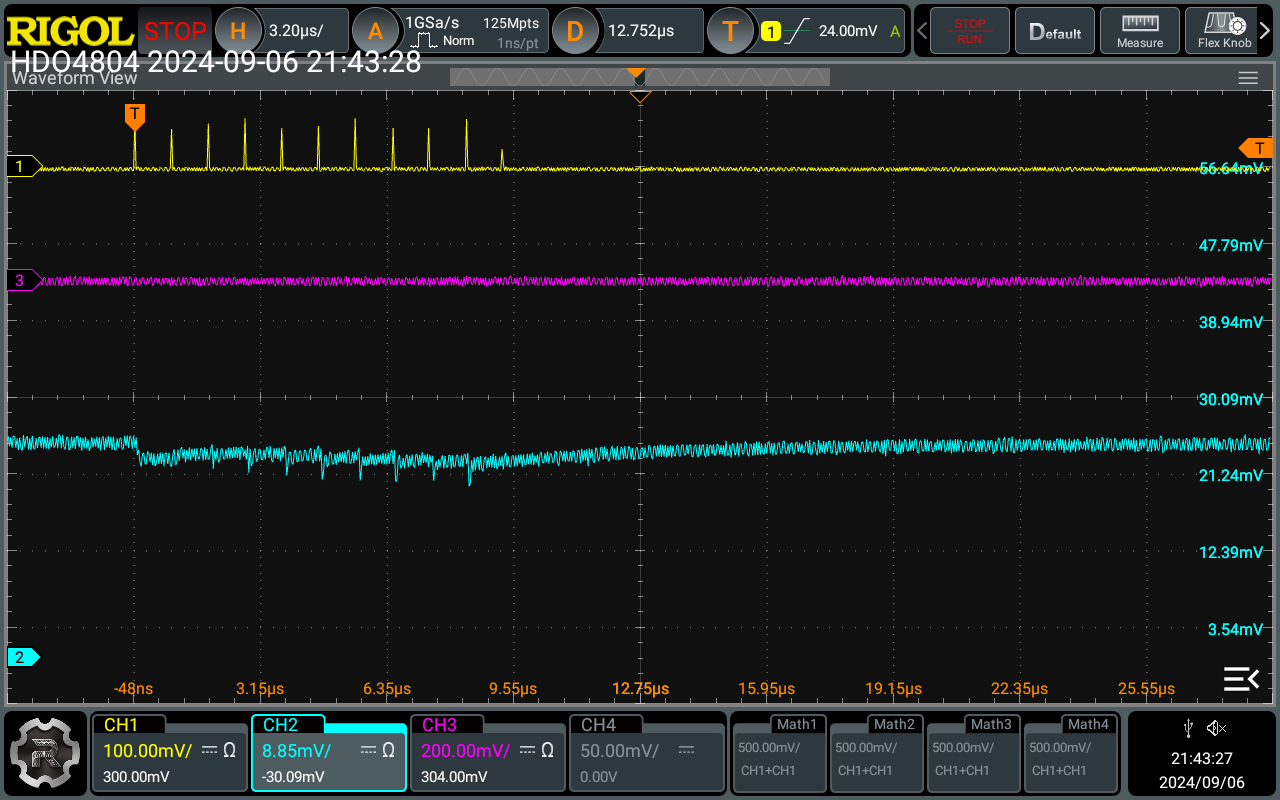 RIGOL STOP H 3.20µs/ A 1GSa/s 125Mpts D 12.752µs T 1 24.00mV A STOP RUN Default Measure Flex Knob
Norm 1ns/pt
HDO4804 2024-09-06 21:43:28
Waveform View
T
T
1
56.64mV
47.79mV
3
38.94mV
30.09mV
21.24mV
12.39mV
3.54mV
2
-48ns 3.15µs 6.35µs 9.55µs 12.75µs 15.95µs 19.15µs 22.35µs 25.55µs
CH1 CH2 CH3 CH4 Math1 Math2 Math3 Math4
100.00mV/ Ω 8.85mV/ Ω 200.00mV/ Ω 50.00mV/ 500.00mV/ 500.00mV/ 500.00mV/ 500.00mV/
300.00mV -30.09mV 304.00mV 0.00V CH1+CH1 CH1+CH1 CH1+CH1 CH1+CH1
R
21:43:27
2024/09/06